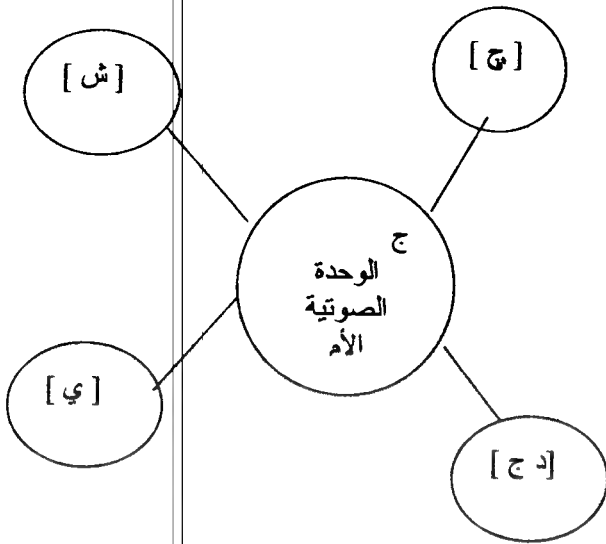 [ چ ]
[ ش ]
ج
الوحدة
الصوتية
الأم
[ ي ]
[د ج ]